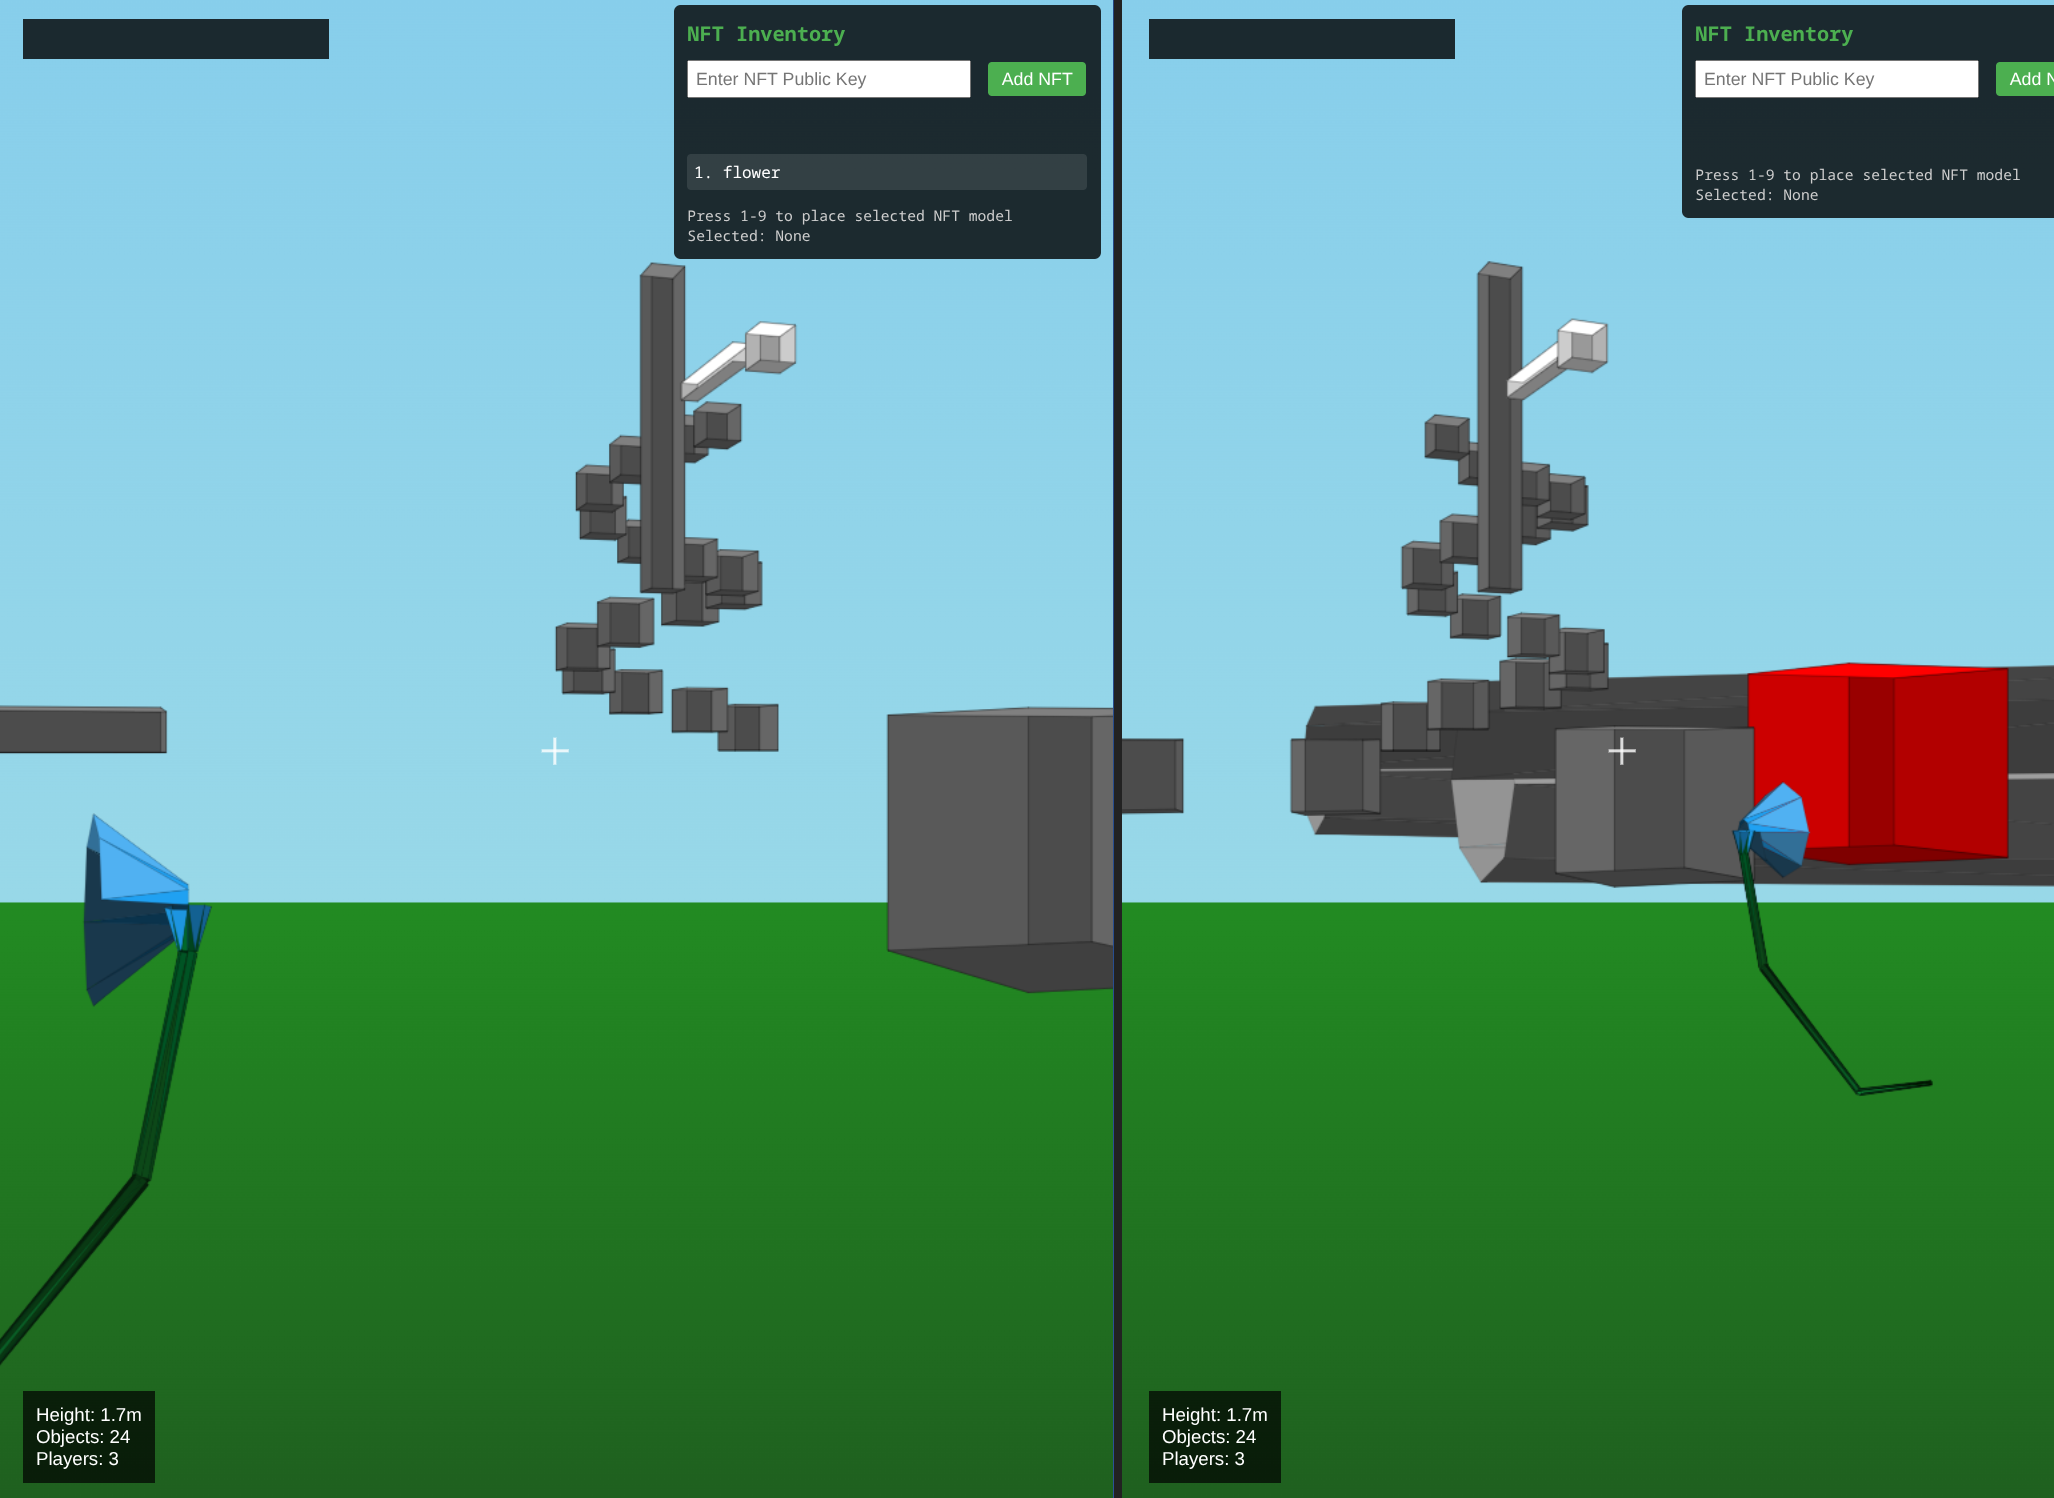 NFT Inventory
Enter NFT Public Key
Add NFT
1. flower
Press 1-9 to place selected NFT model
Selected: None
Height: 1.7m
Objects: 24
Players: 3
NFT Inventory
Enter NFT Public Key
Add N
Press 1-9 to place selected NFT model
Selected: None
Height: 1.7m
Objects: 24
Players: 3